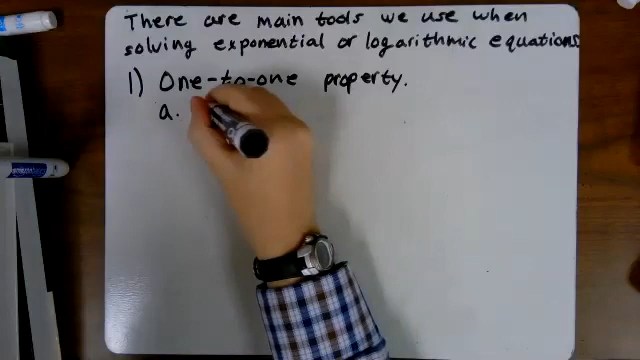 There are main tools we use when
solving exponential or logarithmic equations
1) One-to-one property.
a.